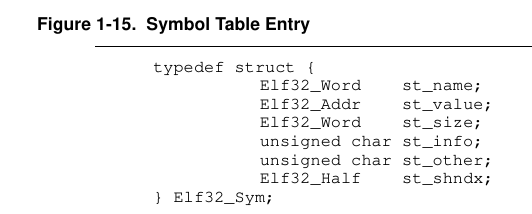 Figure 1-15. Symbol Table Entry
typedef struct {
Elf32_Word st_name;
Elf32_Addr st_value;
Elf32_Word st_size;
unsigned char st_info;
unsigned char st_other;
Elf32_Half st_shndx;
} Elf32_Sym;